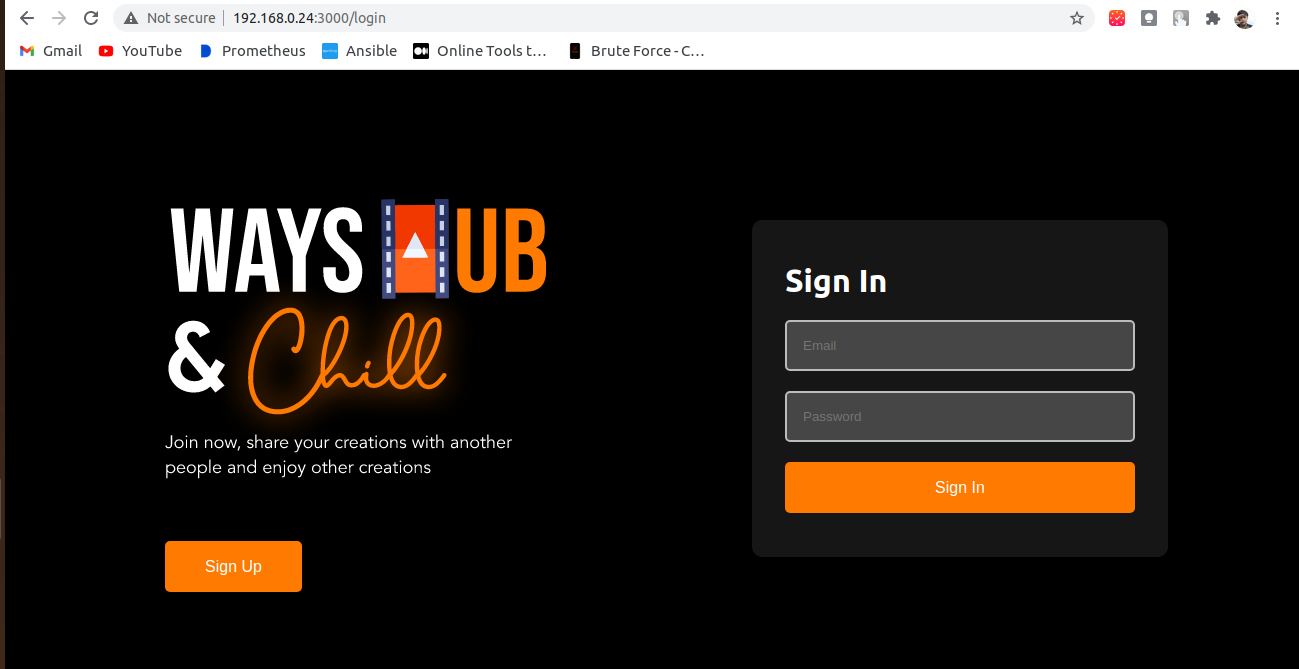 Not secure 192.168.0.24:3000/login
Gmail YouTube Prometheus Ansible Online Tools t... Brute Force - C...
WAYS HUB
& Chill
Join now, share your creations with another
people and enjoy other creations
Sign Up
Sign In
Email
Password
Sign In